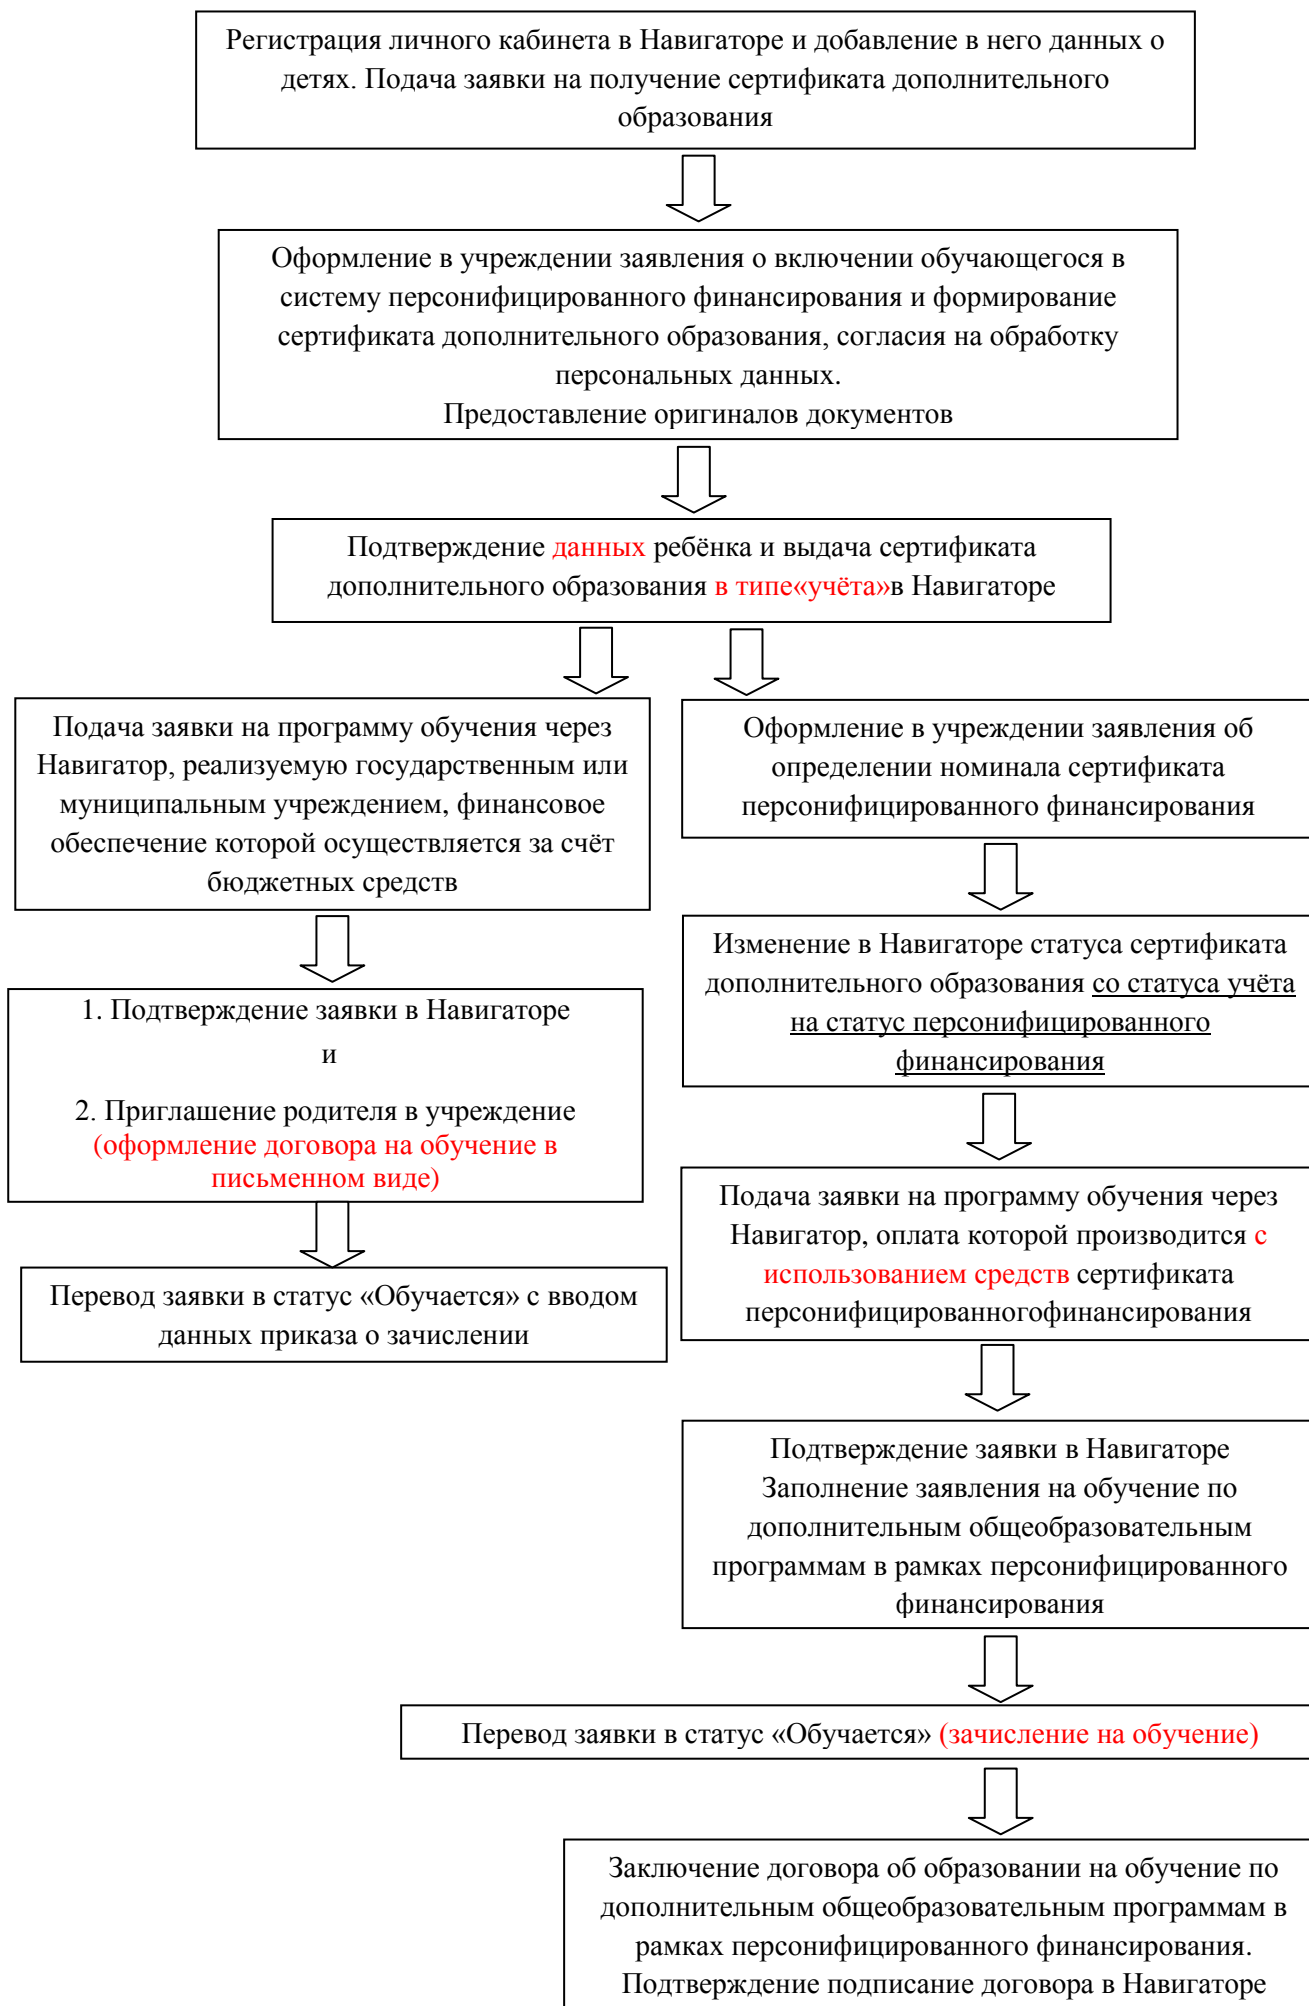 Регистрация личного кабинета в Навигаторе и добавление в него данных о
детях. Подача заявки на получение сертификата дополнительного
образования
Оформление в учреждении заявления о включении обучающегося в
систему персонифицированного финансирования и формирование
сертификата дополнительного образования, согласия на обработку
персональных данных.
Предоставление оригиналов документов
Подтверждение данных ребёнка и выдача сертификата
дополнительного образования в типе«учёта»в Навигаторе
Подача заявки на программу обучения через
Навигатор, реализуемую государственным или
муниципальным учреждением, финансовое
обеспечение которой осуществляется за счёт
бюджетных средств
1. Подтверждение заявки в Навигаторе
и
2. Приглашение родителя в учреждение
(оформление договора на обучение в
письменном виде)
Перевод заявки в статус «Обучается» с вводом
данных приказа о зачислении
Оформление в учреждении заявления об
определении номинала сертификата
персонифицированного финансирования
Изменение в Навигаторе статуса сертификата
дополнительного образования со статуса учёта
на статус персонифицированного
финансирования
Подача заявки на программу обучения через
Навигатор, оплата которой производится с
использованием средств сертификата
персонифицированногофинансирования
Подтверждение заявки в Навигаторе
Заполнение заявления на обучение по
дополнительным общеобразовательным
программам в рамках персонифицированного
финансирования
Перевод заявки в статус «Обучается» (зачисление на обучение)
Заключение договора об образовании на обучение по
дополнительным общеобразовательным программам в
рамках персонифицированного финансирования.
Подтверждение подписание договора в Навигаторе